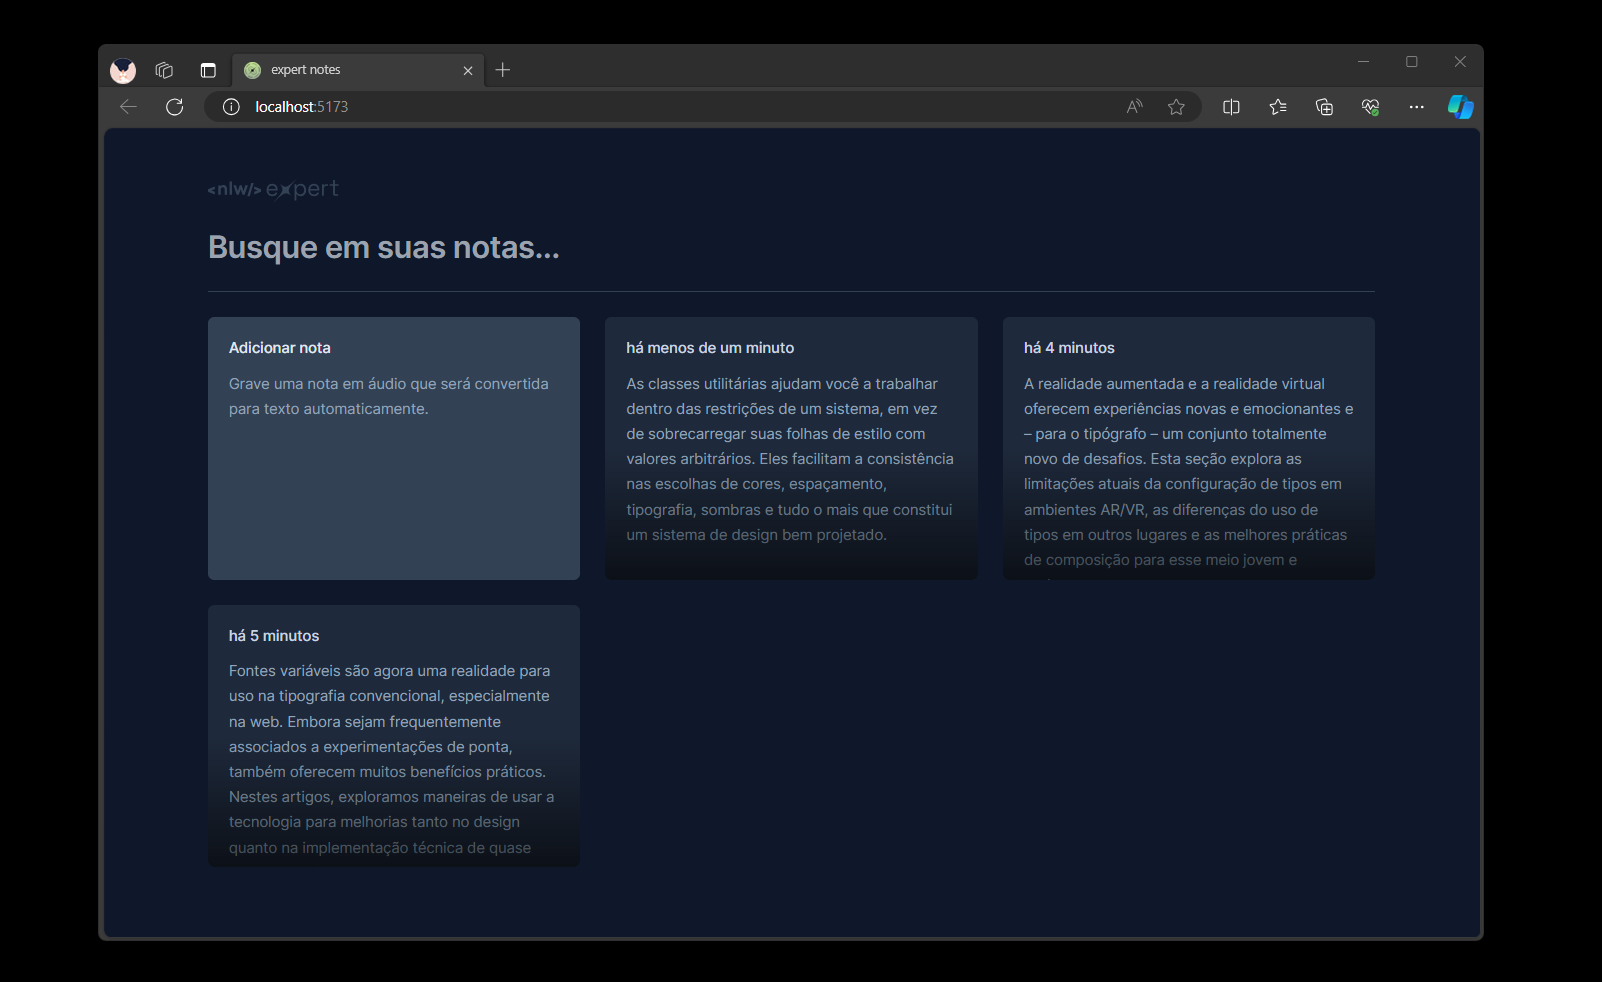 expert notes
localhost:5173
<nlw/> expert
Busque em suas notas...
Adicionar nota
Grave uma nota em áudio que será convertida
para texto automaticamente.
há menos de um minuto
As classes utilitárias ajudam você a trabalhar
dentro das restrições de um sistema, em vez
de sobrecarregar suas folhas de estilo com
valores arbitrários. Eles facilitam a consistência
nas escolhas de cores, espaçamento,
tipografia, sombras e tudo o mais que constitui
um sistema de design bem projetado.
há 4 minutos
A realidade aumentada e a realidade virtual
oferecem experiências novas e emocionantes e
– para o tipógrafo – um conjunto totalmente
novo de desafios. Esta seção explora as
limitações atuais da configuração de tipos em
ambientes AR/VR, as diferenças do uso de
tipos em outros lugares e as melhores práticas
de composição para esse meio jovem e
há 5 minutos
Fontes variáveis são agora uma realidade para
uso na tipografia convencional, especialmente
na web. Embora sejam frequentemente
associados a experimentações de ponta,
também oferecem muitos benefícios práticos.
Nestes artigos, exploramos maneiras de usar a
tecnologia para melhorias tanto no design
quanto na implementação técnica de quase